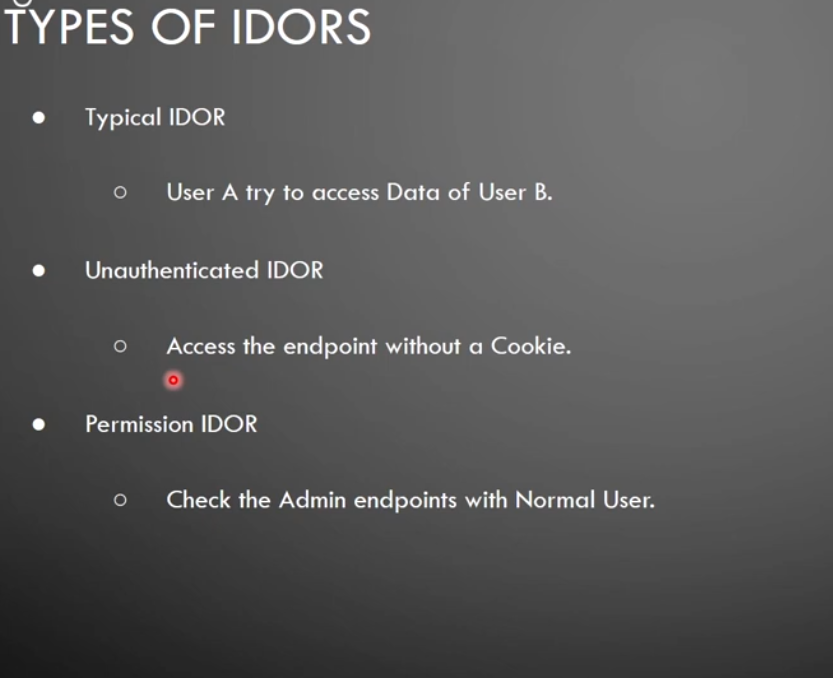 TYPES OF IDORS
● Typical IDOR
○ User A try to access Data of User B.
● Unauthenticated IDOR
○ Access the endpoint without a Cookie.
● Permission IDOR
○ Check the Admin endpoints with Normal User.